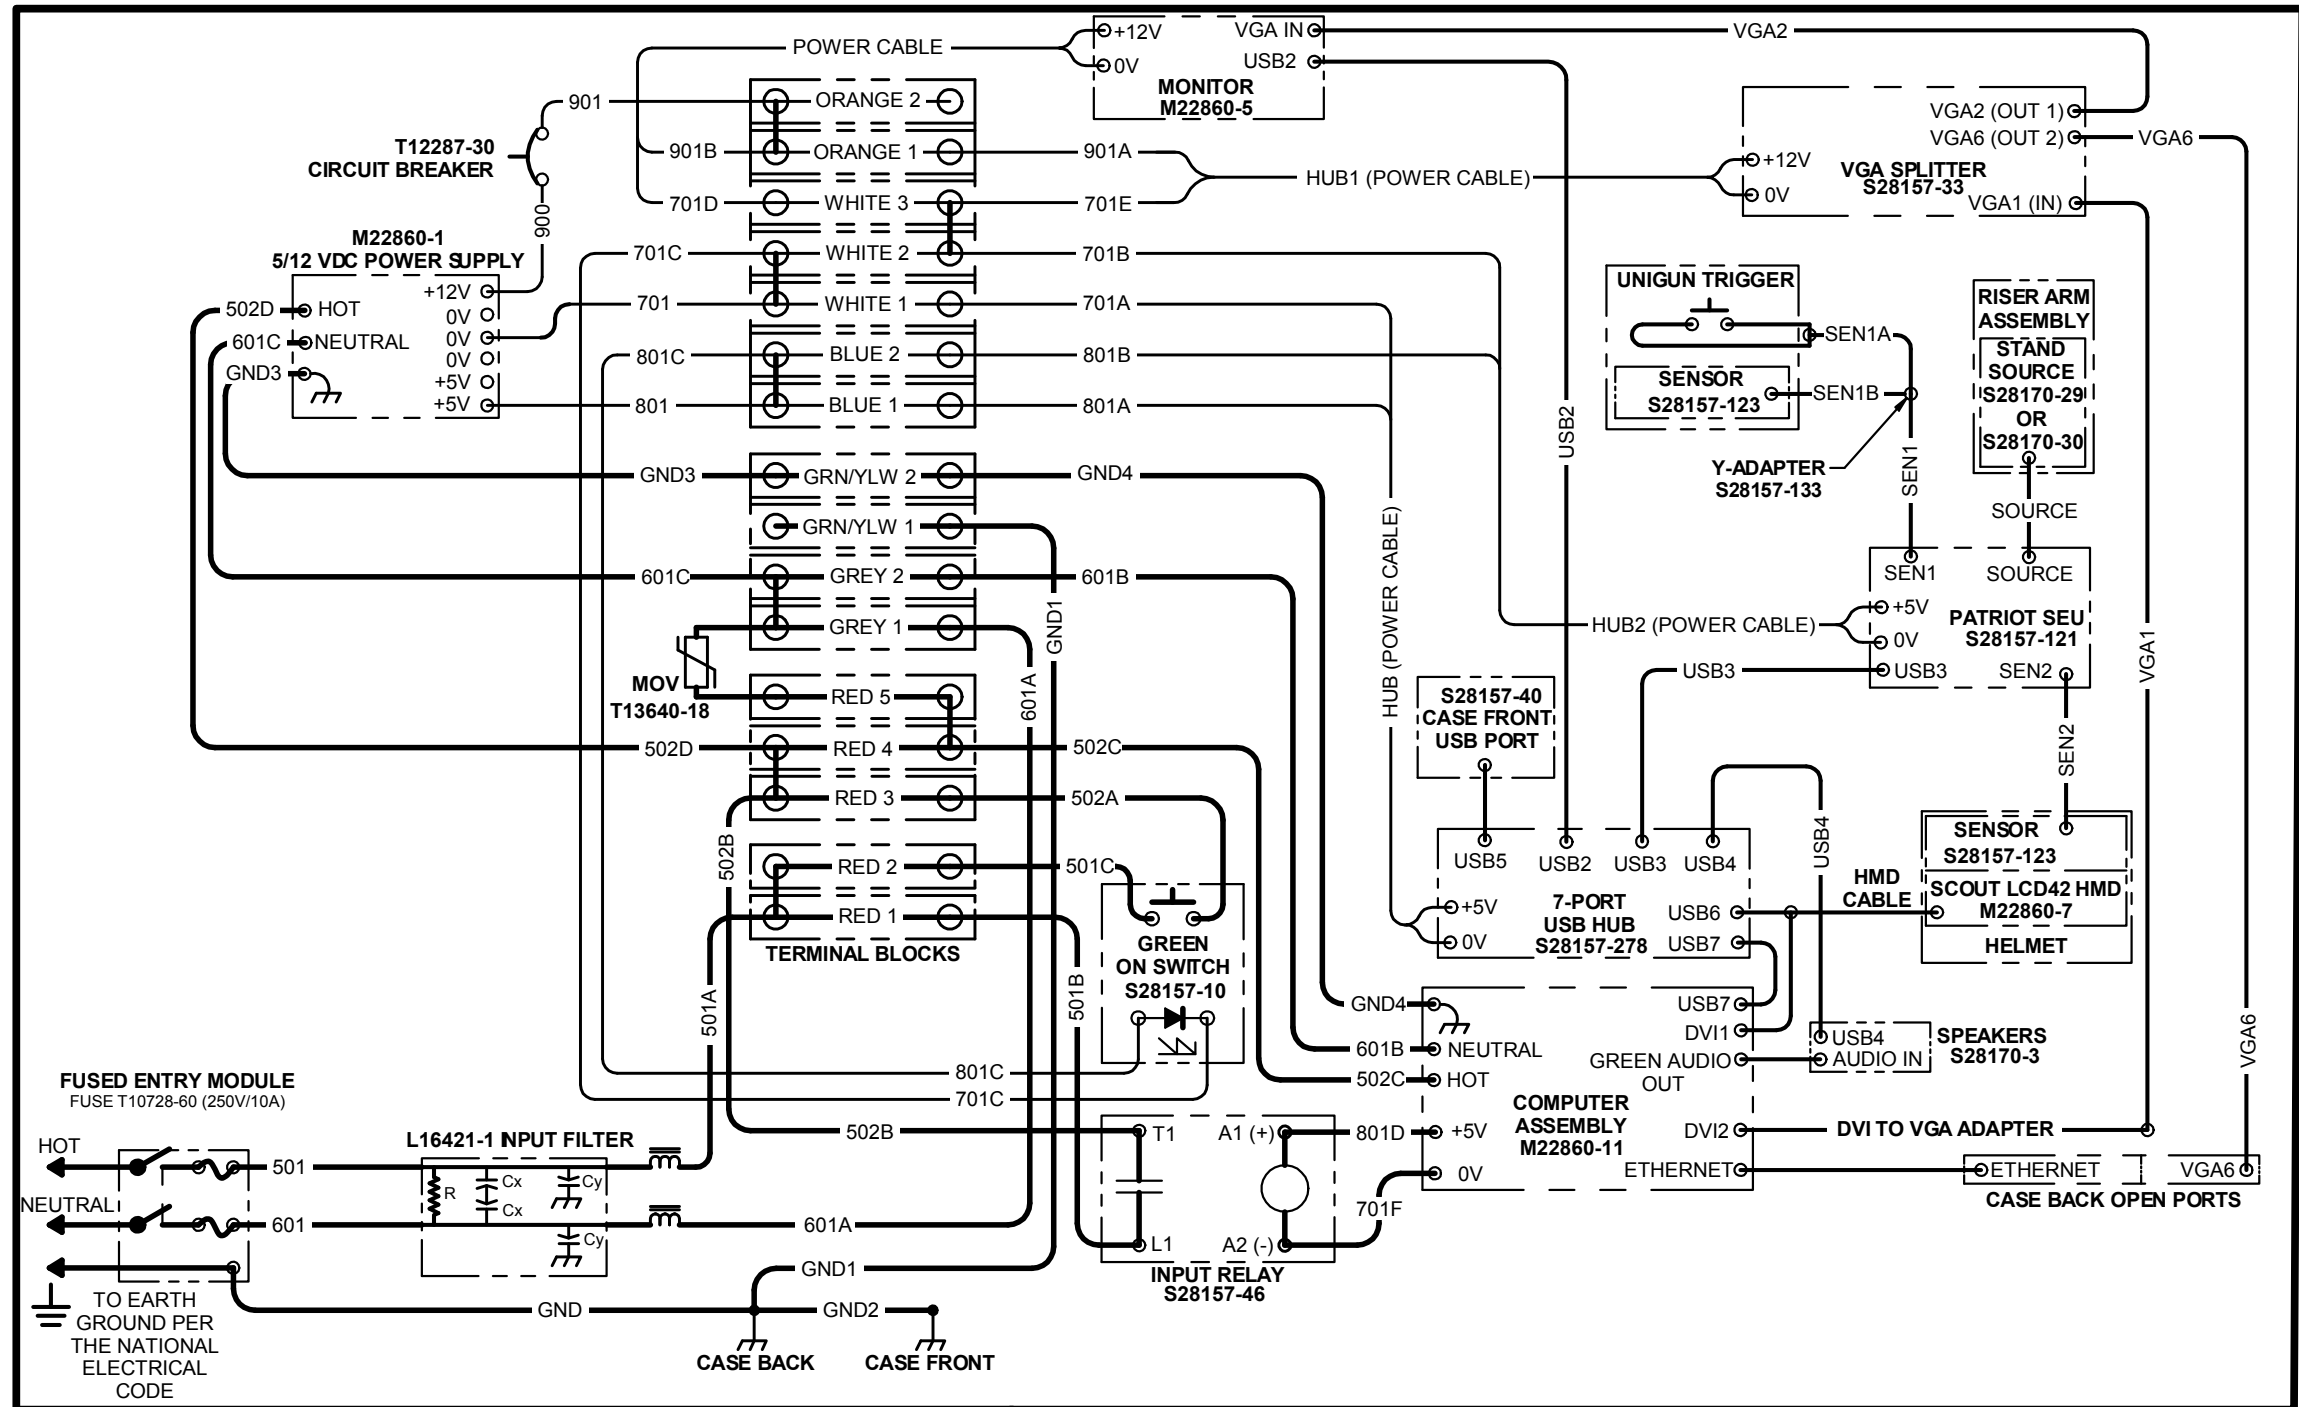 POWER CABLE
+12V
0V
VGA IN
USB2
MONITOR
M22860-5
VGA2
901
T12287-30
CIRCUIT BREAKER
900
901B
701D
ORANGE 2
ORANGE 1
WHITE 3
WHITE 2
WHITE 1
BLUE 2
BLUE 1
901A
701E
HUB1 (POWER CABLE)
+12V
0V
VGA2 (OUT 1)
VGA6 (OUT 2)
VGA SPLITTER
S28157-33
VGA1 (IN)
VGA6
M22860-1
5/12 VDC POWER SUPPLY
502D
HOT
601C
NEUTRAL
GND3
+12V
0V
0V
0V
+5V
+5V
701C
701
801C
801
701B
701A
801B
801A
UNIGUN TRIGGER
SEN1A
SENSOR
S28157-123
SEN1B
Y-ADAPTER
S28157-133
SEN1
RISER ARM
ASSEMBLY
STAND
SOURCE
S28170-29
OR
S28170-30
SOURCE
USB2
GND3
GRN/YLW 2
GND4
GRN/YLW 1
601C
GREY 2
601B
GREY 1
GND1
601A
MOV
T13640-18
RED 5
502D
RED 4
502C
RED 3
502A
502B
RED 2
501C
RED 1
TERMINAL BLOCKS
501A
501B
HUB (POWER CABLE)
HUB2 (POWER CABLE)
SEN1
SOURCE
+5V
0V
PATRIOT SEU
S28157-121
USB3
USB3
SEN2
SEN2
VGA1
S28157-40
CASE FRONT
USB PORT
USB5
USB2
USB3
USB4
USB4
+5V
0V
7-PORT
USB HUB
S28157-278
USB6
USB7
HMD
CABLE
SENSOR
S28157-123
SCOUT LCD42 HMD
M22860-7
HELMET
GREEN
ON SWITCH
S28157-10
801C
701C
GND4
601B
NEUTRAL
502C
HOT
USB7
DVI1
GREEN AUDIO
OUT
COMPUTER
ASSEMBLY
M22860-11
801D
+5V
0V
701F
DVI2
ETHERNET
USB4
AUDIO IN
SPEAKERS
S28170-3
VGA6
DVI TO VGA ADAPTER
ETHERNET
VGA6
CASE BACK OPEN PORTS
FUSED ENTRY MODULE
FUSE T10728-60 (250V/10A)
HOT
NEUTRAL
501
601
L16421-1 INPUT FILTER
R
Cx
Cx
Cy
Cy
601A
502B
T1
A1 (+)
L1
A2 (-)
INPUT RELAY
S28157-46
GND1
GND
GND2
CASE BACK
CASE FRONT
TO EARTH
GROUND PER
THE NATIONAL
ELECTRICAL
CODE